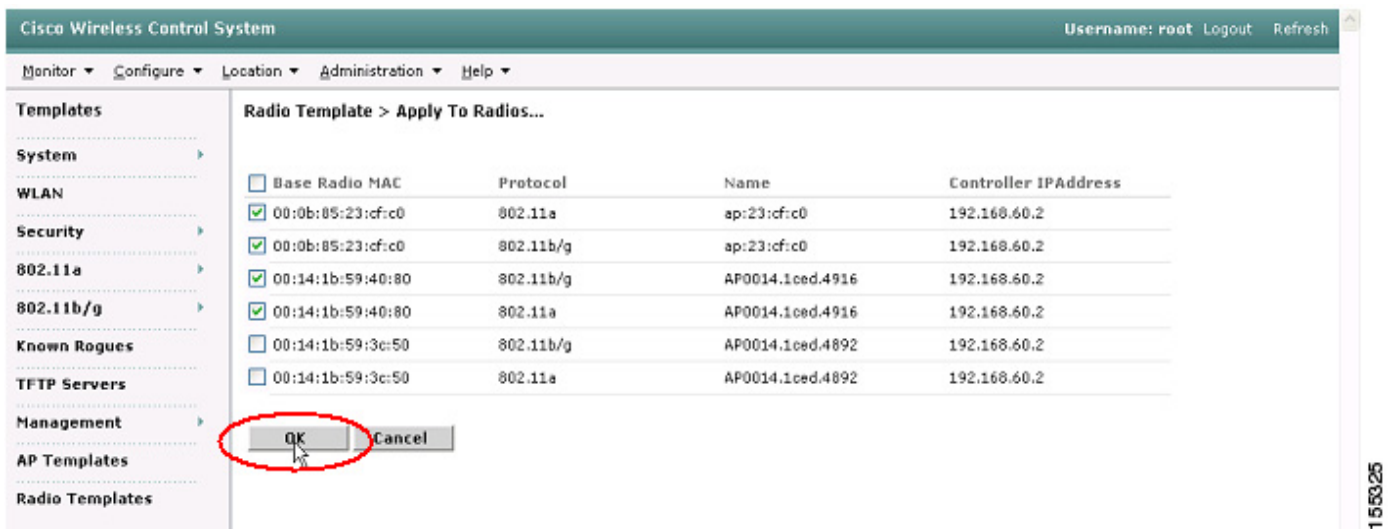 Cisco Wireless Control System
Username: root Logout Refresh
Monitor Configure Location Administration Help
Templates
System
WLAN
Security
802.11a
802.11b/g
Known Rogues
TFTP Servers
Management
AP Templates
Radio Templates
Radio Template > Apply To Radios...
Base Radio MAC Protocol Name Controller IPAddress
00:0b:85:23:cf:c0 802.11a ap:23:cf:c0 192.168.60.2
00:0b:85:23:cf:c0 802.11b/g ap:23:cf:c0 192.168.60.2
00:14:1b:59:40:80 802.11b/g AP0014.1ced.4916 192.168.60.2
00:14:1b:59:40:80 802.11a AP0014.1ced.4916 192.168.60.2
00:14:1b:59:3c:50 802.11b/g AP0014.1ced.4892 192.168.60.2
00:14:1b:59:3c:50 802.11a AP0014.1ced.4892 192.168.60.2
OK Cancel
155325